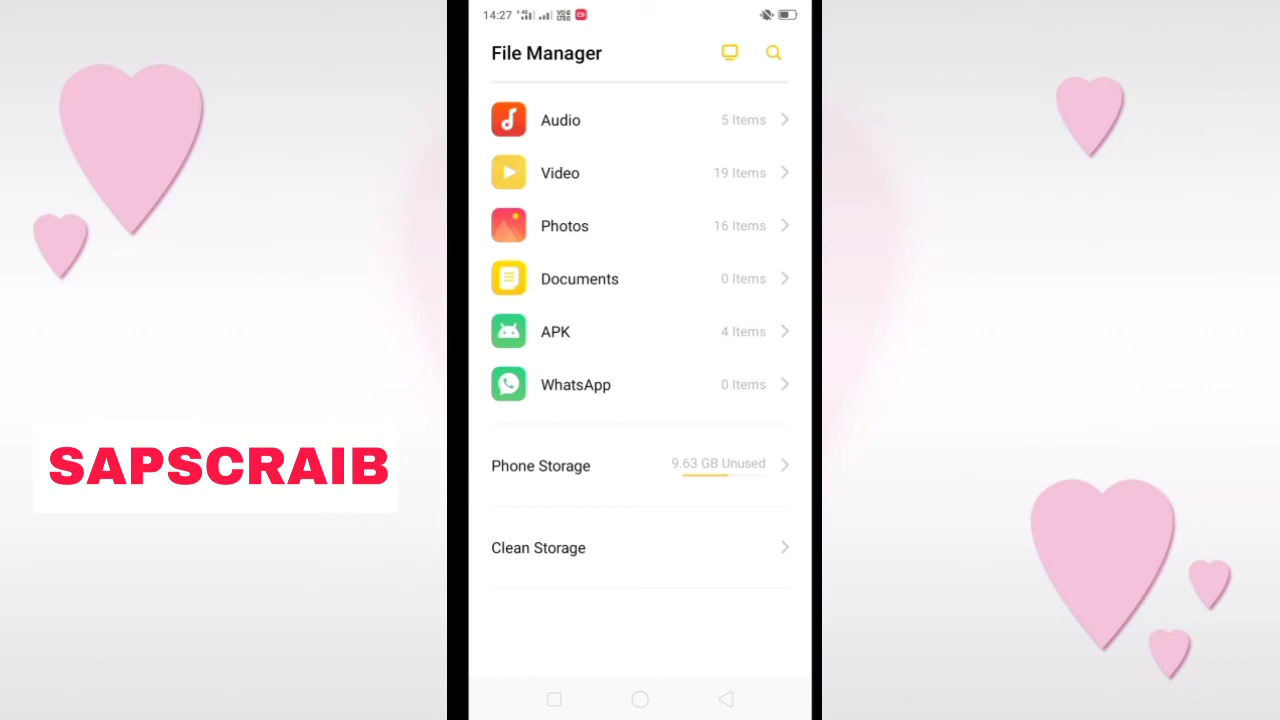 14:27
File Manager
Audio 5 Items
Video 19 Items
Photos 16 Items
Documents 0 Items
APK 4 Items
WhatsApp 0 Items
SAPSCRAIB
Phone Storage 9.63 GB Unused
Clean Storage